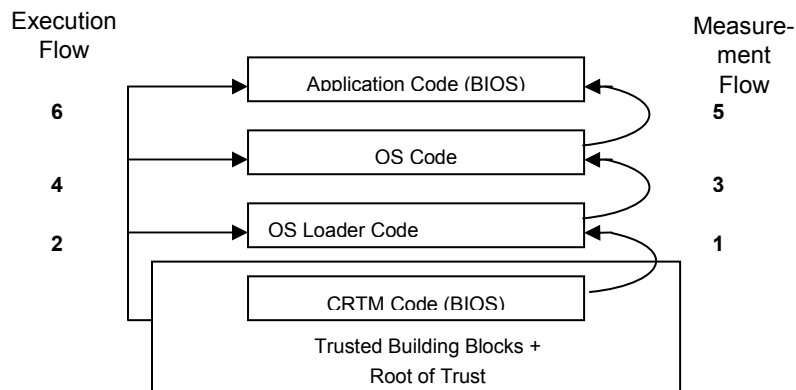 Execution
Flow
Measure-
ment
Flow
Application Code (BIOS)
6
5
OS Code
4
3
OS Loader Code
2
1
CRTM Code (BIOS)
Trusted Building Blocks +
Root of Trust